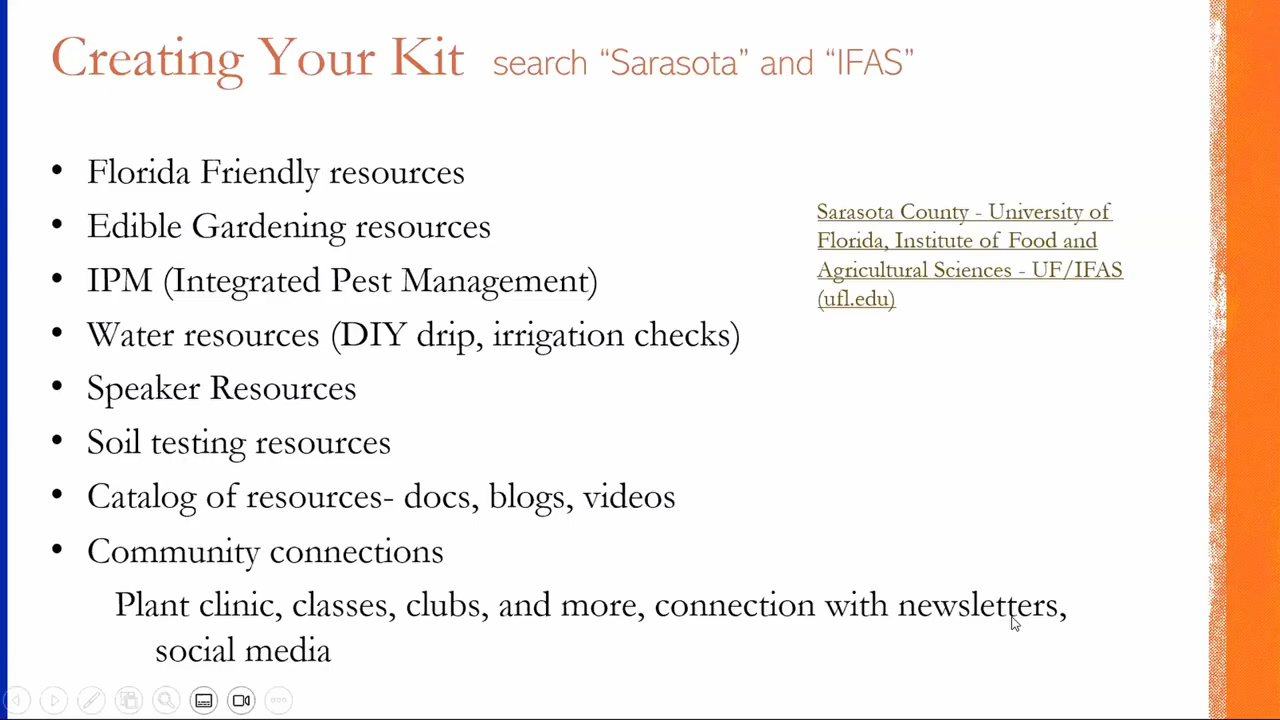 Creating Your Kit search “Sarasota” and “IFAS”
• Florida Friendly resources
• Edible Gardening resources
• IPM (Integrated Pest Management)
• Water resources (DIY drip, irrigation checks)
• Speaker Resources
• Soil testing resources
• Catalog of resources- docs, blogs, videos
• Community connections
Plant clinic, classes, clubs, and more, connection with newsletters,
social media
Sarasota County - University of
Florida, Institute of Food and
Agricultural Sciences - UF/IFAS
(ufl.edu)